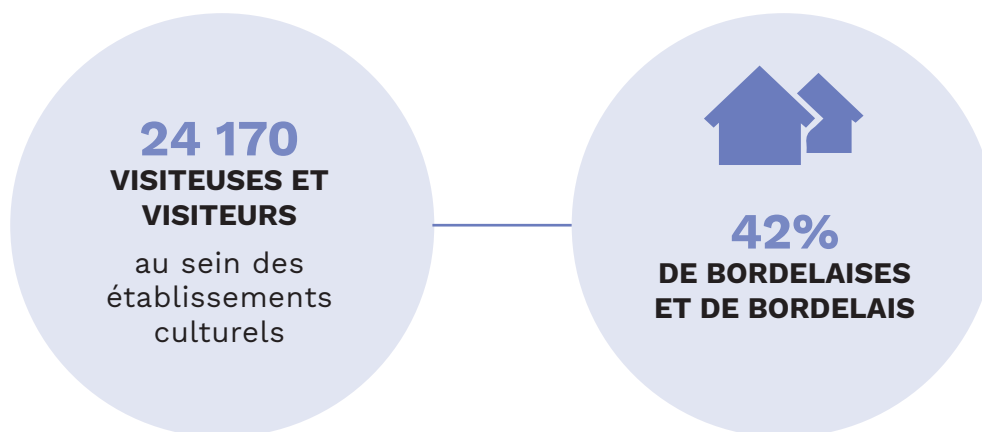 24 170
VISITEUSES ET
VISITEURS
au sein des
établissements
culturels
42%
DE BORDELAISES
ET DE BORDELAIS